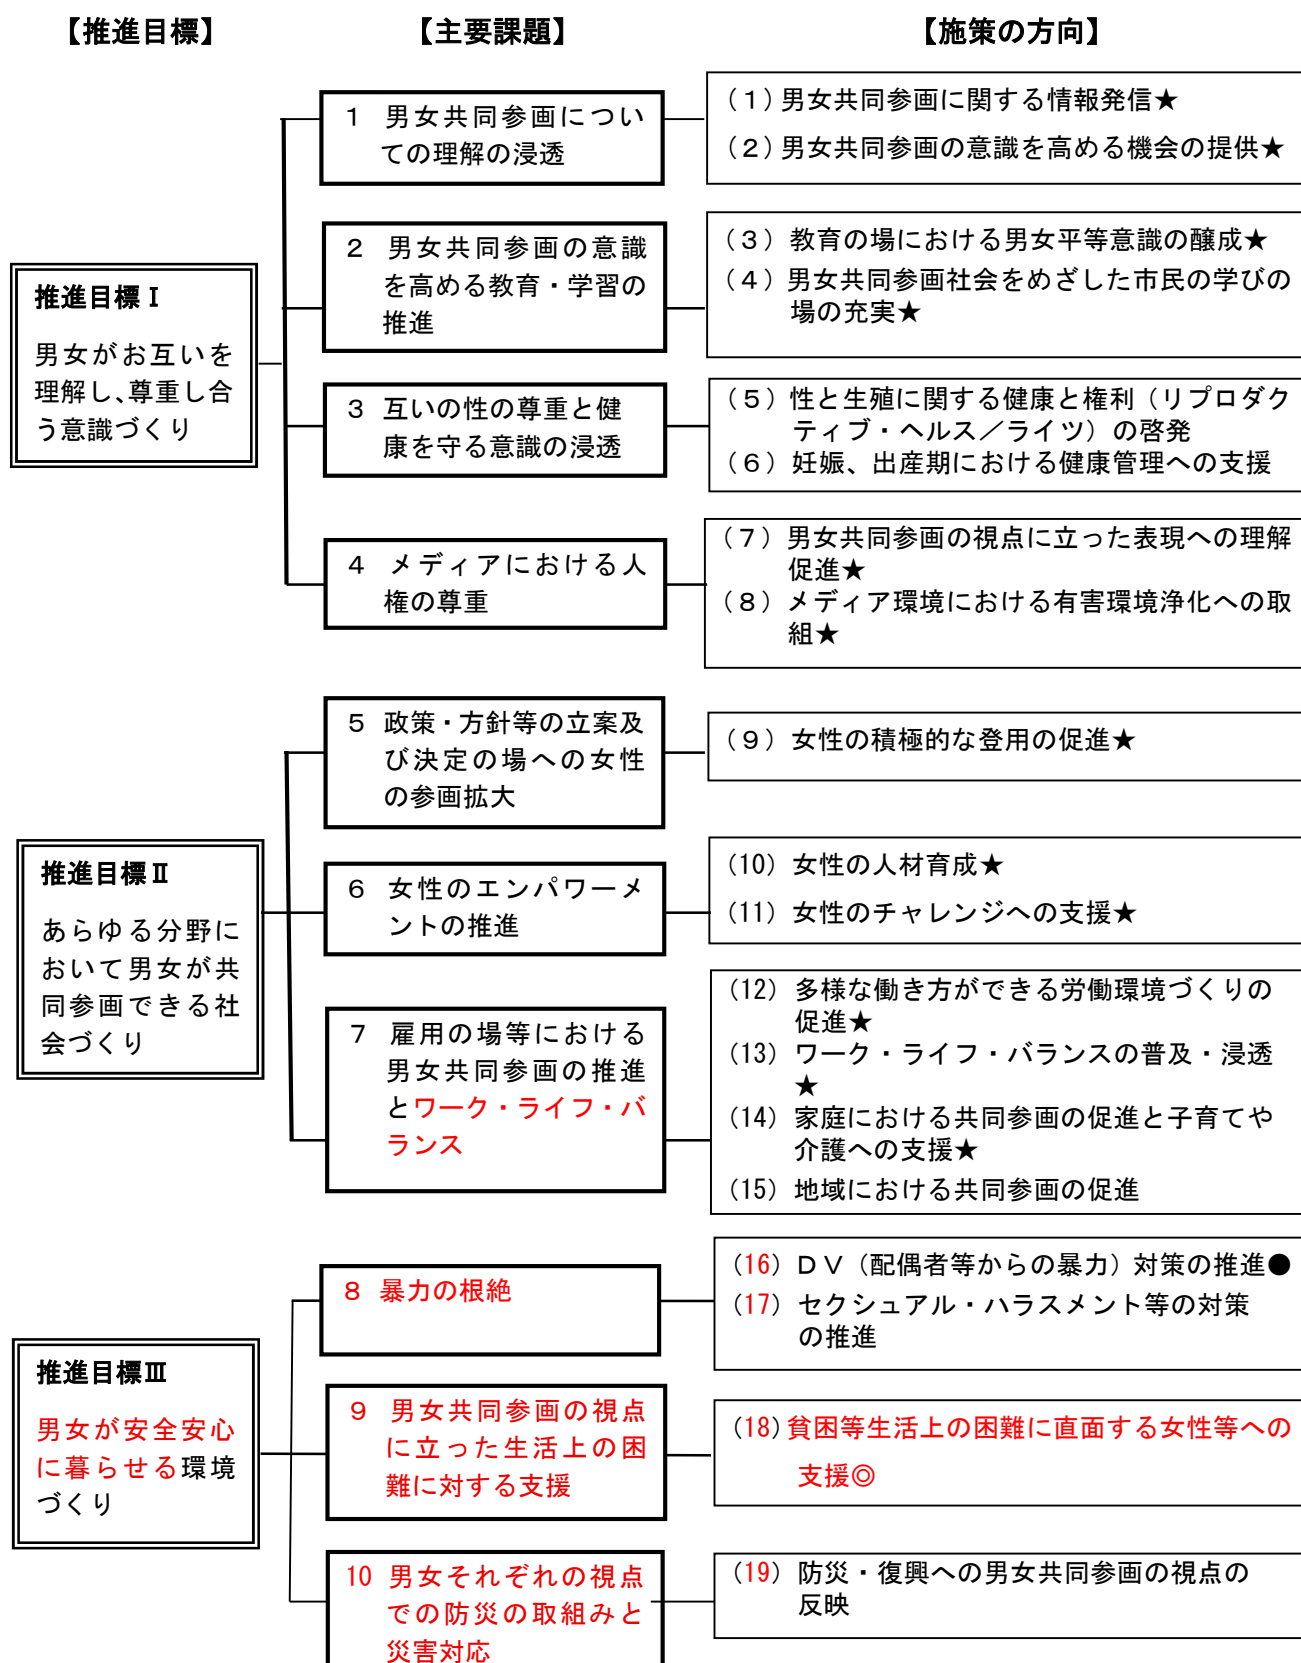 【推進目標】
【主要課題】
【施策の方向】
推進目標Ⅰ
男女がお互いを
理解し、尊重し合
う意識づくり
1 男女共同参画につい
ての理解の浸透
(1)男女共同参画に関する情報発信★
(2)男女共同参画の意識を高める機会の提供★
2 男女共同参画の意識
を高める教育・学習の
推進
(3)教育の場における男女平等意識の醸成★
(4)男女共同参画社会をめざした市民の学びの
場の充実★
3 互いの性の尊重と健
康を守る意識の浸透
(5)性と生殖に関する健康と権利(リプロダク
ティブ・ヘルス/ライツ)の啓発
(6)妊娠、出産期における健康管理への支援
4 メディアにおける人
権の尊重
(7)男女共同参画の視点に立った表現への理解
促進★
(8)メディア環境における有害環境浄化への取
組★
推進目標Ⅱ
あらゆる分野に
おいて男女が共
同参画できる社
会づくり
5 政策・方針等の立案及
び決定の場への女性
の参画拡大
(9)女性の積極的な登用の促進★
6 女性のエンパワーメ
ントの推進
(10)女性の人材育成★
(11)女性のチャレンジへの支援★
7 雇用の場等における
男女共同参画の推進
とワーク・ライフ・バ
ランス
(12)多様な働き方ができる労働環境づくりの
促進★
(13)ワーク・ライフ・バランスの普及・浸透
★
(14)家庭における共同参画の促進と子育てや
介護への支援★
(15)地域における共同参画の促進
推進目標Ⅲ
男女が安全安心
に暮らせる環境
づくり
8 暴力の根絶
(16)DV(配偶者等からの暴力)対策の推進●
(17)セクシュアル・ハラスメント等の対策
の推進
9 男女共同参画の視点
に立った生活上の困
難に対する支援
(18)貧困等生活上の困難に直面する女性等への
支援◎
10 男女それぞれの視点
での防災の取組みと
災害対応
(19)防災・復興への男女共同参画の視点の
反映